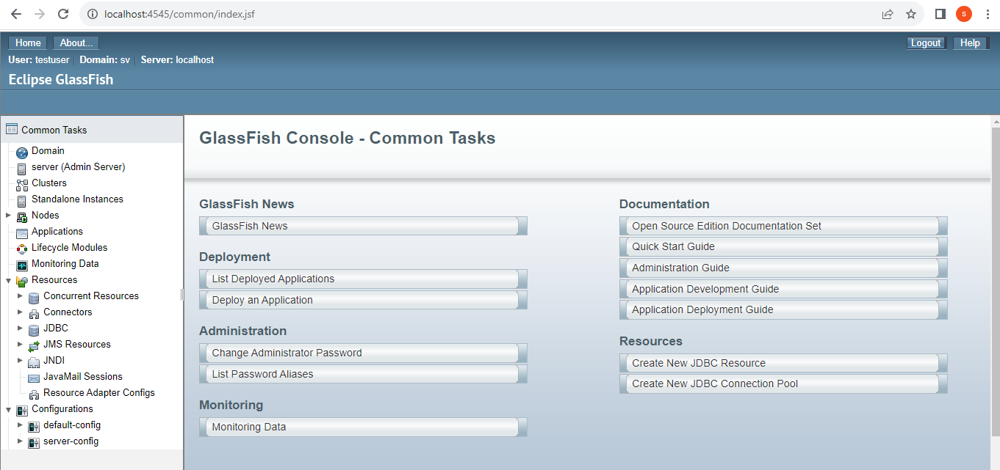 localhost:4545/common/index.jsf
S
Home About... Logout Help
User: testuser Domain: sv Server: localhost
Eclipse GlassFish
Common Tasks
Domain
server (Admin Server)
Clusters
Standalone Instances
Nodes
Applications
Lifecycle Modules
Monitoring Data
Resources
Concurrent Resources
Connectors
JDBC
JMS Resources
JNDI
JavaMail Sessions
Resource Adapter Configs
Configurations
default-config
server-config
GlassFish Console - Common Tasks
GlassFish News
GlassFish News
Deployment
List Deployed Applications
Deploy an Application
Administration
Change Administrator Password
List Password Aliases
Monitoring
Monitoring Data
Documentation
Open Source Edition Documentation Set
Quick Start Guide
Administration Guide
Application Development Guide
Application Deployment Guide
Resources
Create New JDBC Resource
Create New JDBC Connection Pool